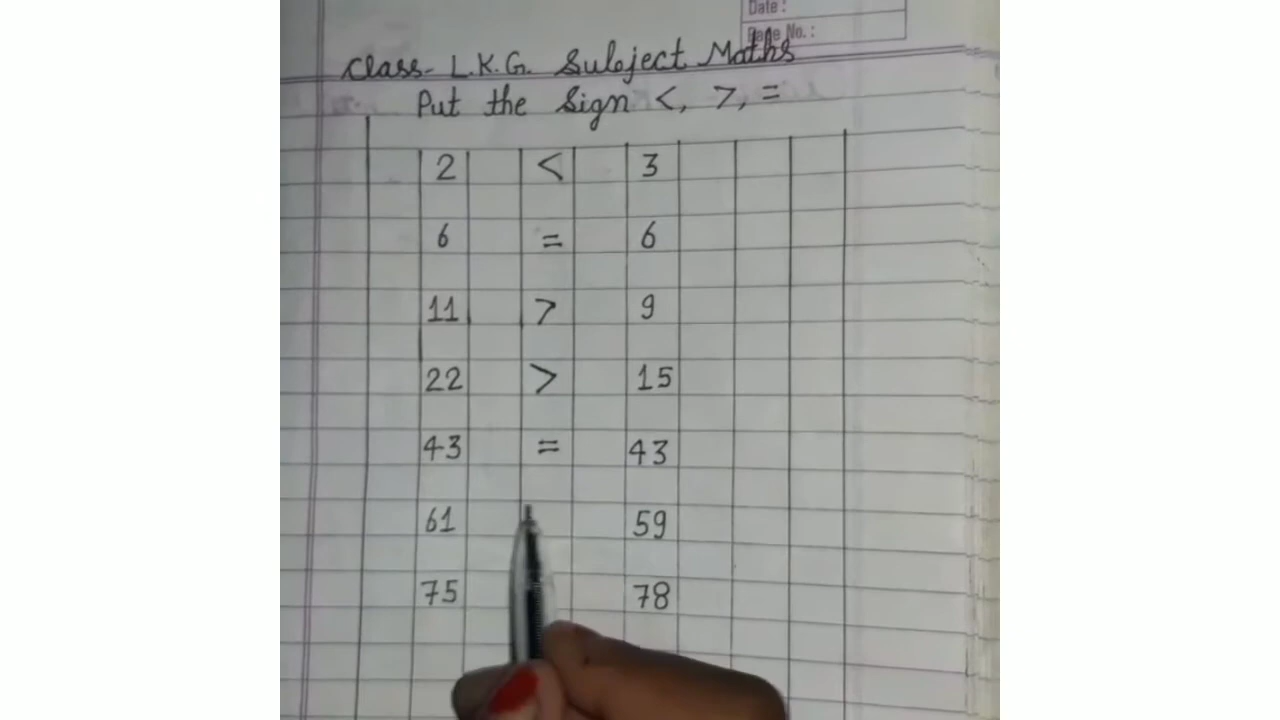 Date :
Page No. :
Class- L.K.G. Subject Maths
Put the Sign <, >, =
2 < 3
6 = 6
11 > 9
22 > 15
43 = 43
61 59
75 78